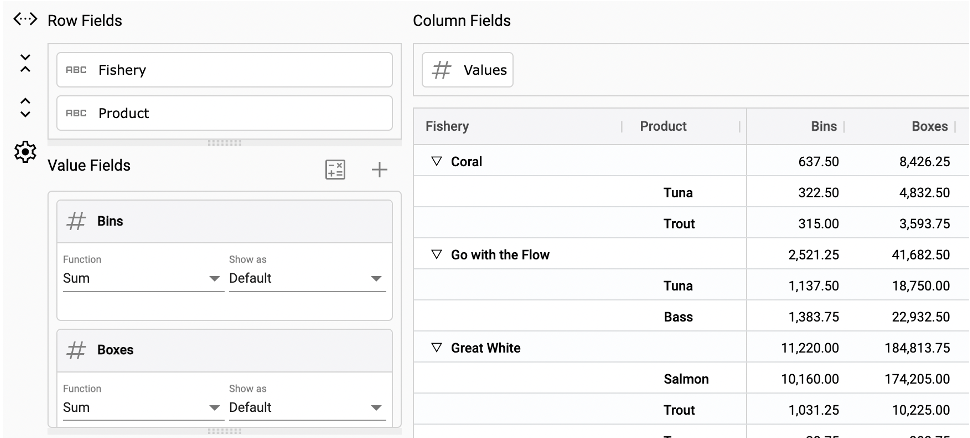 Row Fields
ABC Fishery
ABC Product
Value Fields
# Bins
Function Show as
Sum Default
# Boxes
Function Show as
Sum Default
Column Fields
# Values
Fishery Product Bins Boxes
Coral 637.50 8,426.25
Tuna 322.50 4,832.50
Trout 315.00 3,593.75
Go with the Flow 2,521.25 41,682.50
Tuna 1,137.50 18,750.00
Bass 1,383.75 22,932.50
Great White 11,220.00 184,813.75
Salmon 10,160.00 174,205.00
Trout 1,031.25 10,225.00